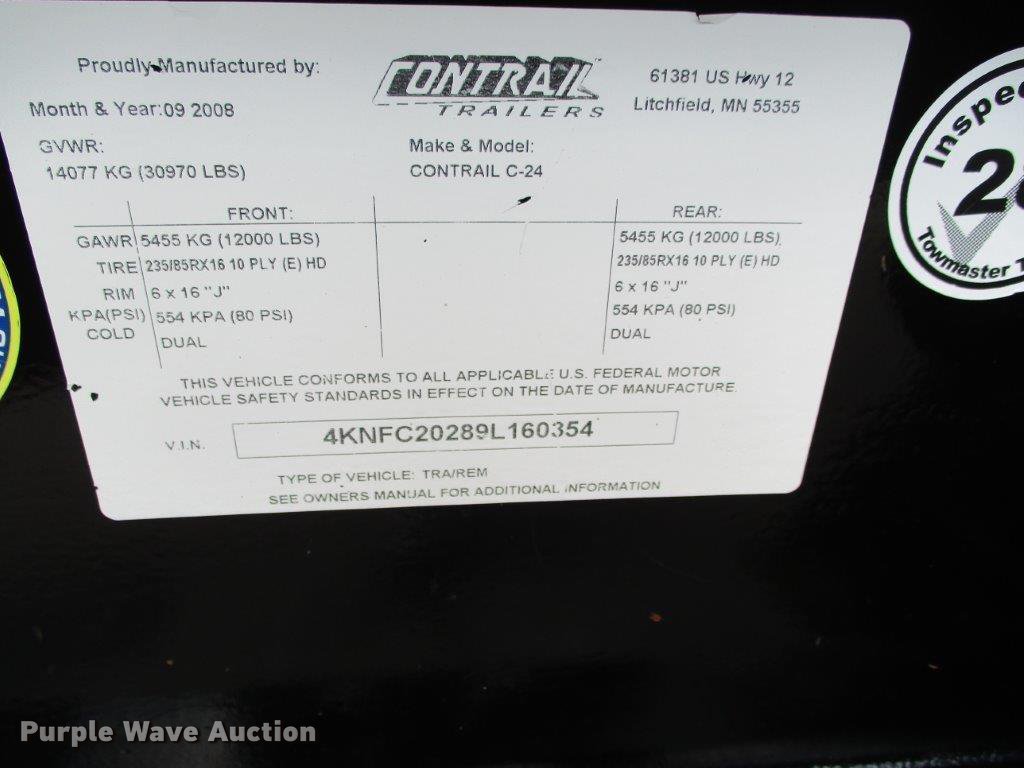 Proudly Manufactured by:
CONTRAIL
TRAILERS
61381 US Hwy 12
Litchfield, MN 55355
Month & Year:09 2008
GVWR:
14077 KG (30970 LBS)
Make & Model:
CONTRAIL C-24
FRONT:
REAR:
GAWR 5455 KG (12000 LBS)
5455 KG (12000 LBS)
TIRE 235/85RX16 10 PLY (E) HD
235/85RX16 10 PLY (E) HD
RIM 6 x 16 "J"
6 x 16 "J"
KPA(PSI) 554 KPA (80 PSI)
554 KPA (80 PSI)
COLD DUAL
DUAL
THIS VEHICLE CONFORMS TO ALL APPLICABLE U.S. FEDERAL MOTOR
VEHICLE SAFETY STANDARDS IN EFFECT ON THE DATE OF MANUFACTURE.
V.I.N. 4KNFC20289L160354
TYPE OF VEHICLE: TRA/REM
SEE OWNERS MANUAL FOR ADDITIONAL INFORMATION
Towmaster
Purple Wave Auction